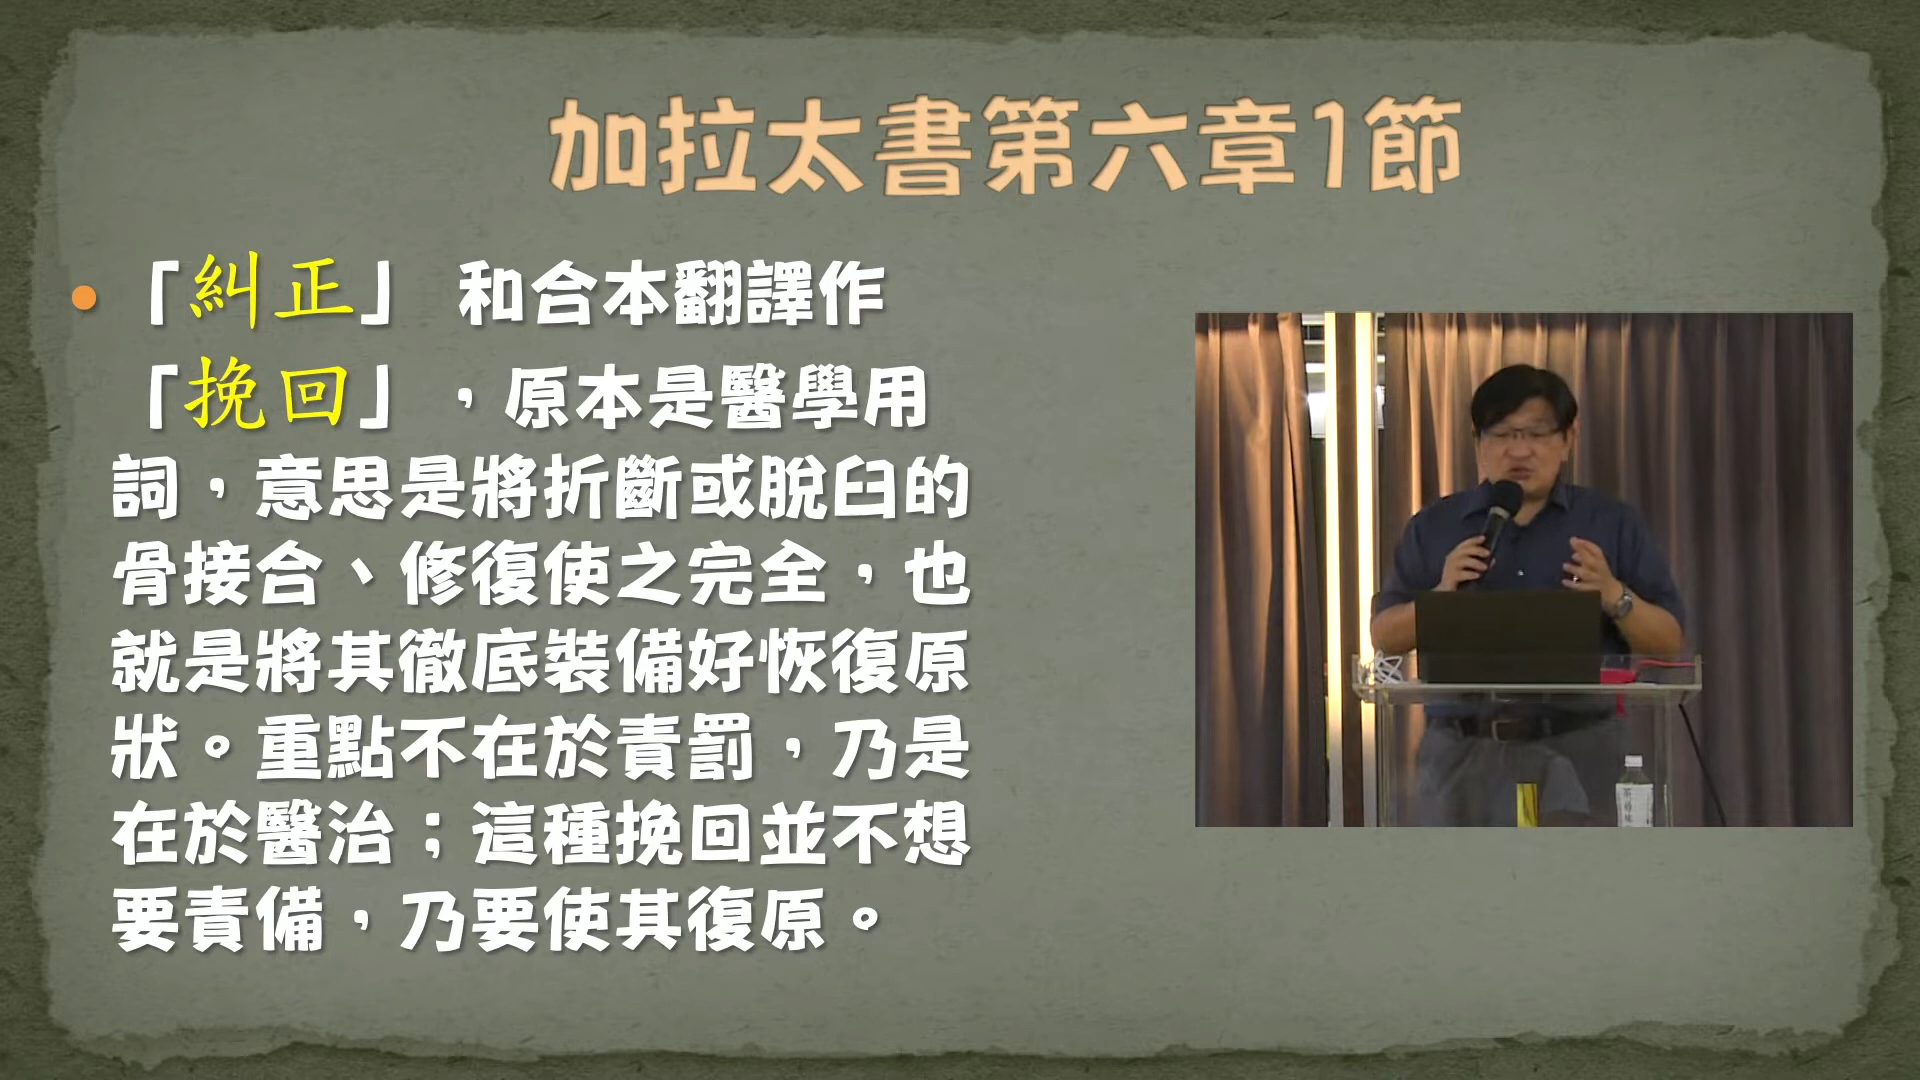 加拉太書第六章1節
「糾正」 和合本翻譯作
「挽回」，原本是醫學用
詞，意思是將折斷或脫臼的
骨接合、修復使之完全，也
就是將其徹底裝備好恢復原
狀。重點不在於責罰，乃是
在於醫治；這種挽回並不想
要責備，乃要使其復原。